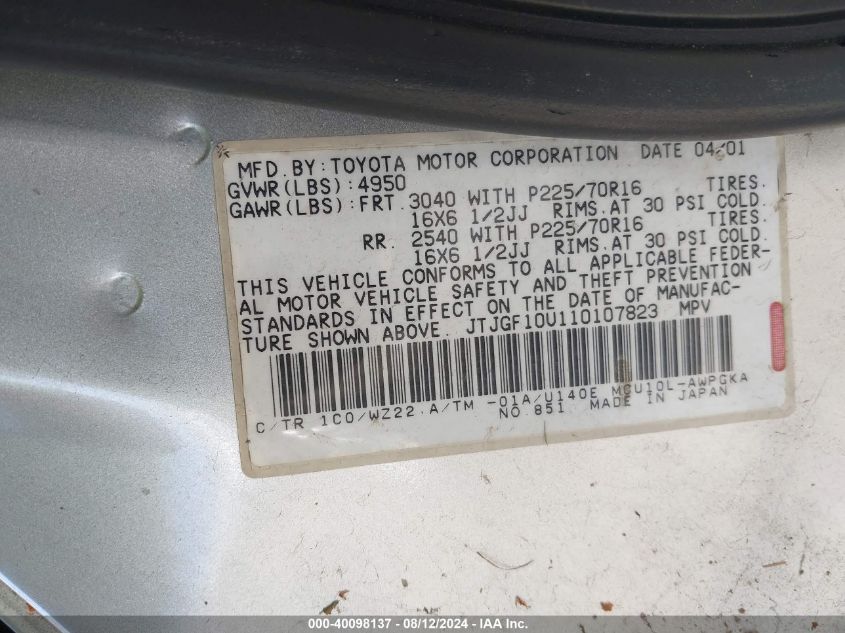 MFD. BY: TOYOTA MOTOR CORPORATION DATE 04/01
GVWR(LBS):4950
GAWR(LBS):FRT. 3040 WITH P225/70R16 TIRES.
16X6 1/2JJ RIMS.AT 30 PSI COLD.
RR. 2540 WITH P225/70R16 TIRES.
16X6 1/2JJ RIMS.AT 30 PSI COLD.
THIS VEHICLE CONFORMS TO ALL APPLICABLE FEDER-
AL MOTOR VEHICLE SAFETY AND THEFT PREVENTION
STANDARDS IN EFFECT ON THE DATE OF MANUFAC-
TURE SHOWN ABOVE. JTJGF10U110107823 MPV
C/TR 1C0/WZ22.A/TM -01A/U140E MCU10L-AWPGKA
NO.851. MADE IN JAPAN
000-40098137 - 08/12/2024 - IAA Inc.